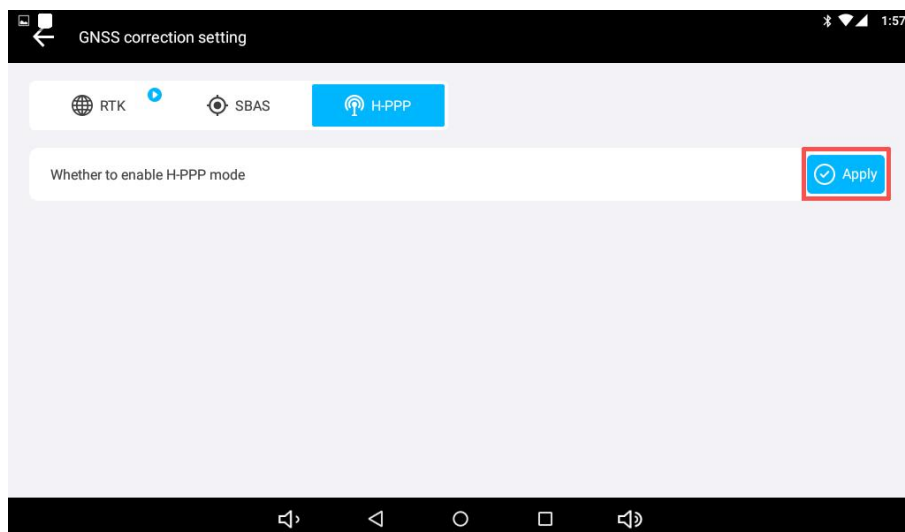 1:57
GNSS correction setting
RTK SBAS H-PPP
Whether to enable H-PPP mode Apply